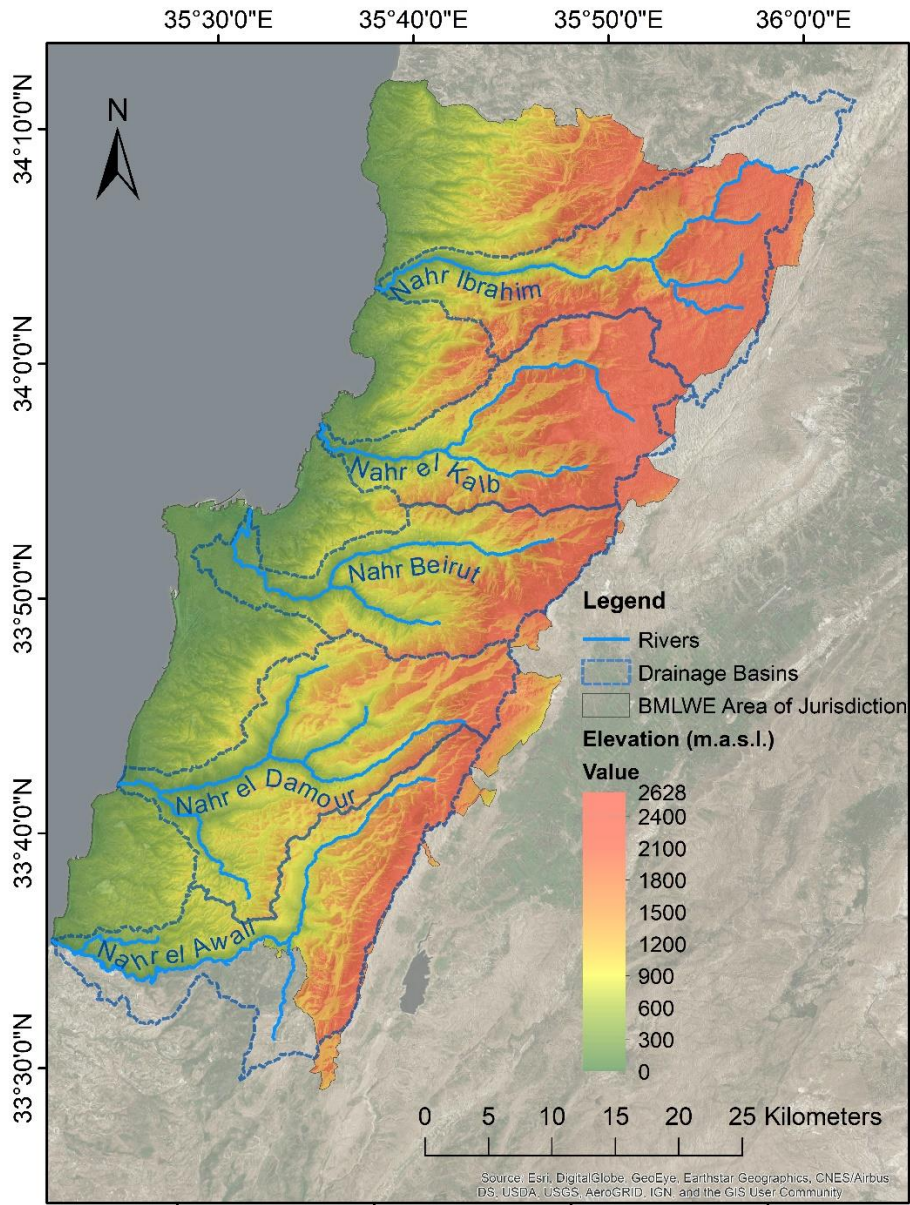 35°30'0"E
35°40'0"E
35°50'0"E
36°0'0"E
34°10'0"N
34°0'0"N
33°50'0"N
33°40'0"N
33°30'0"N
N
Nahr Ibrahim
Nahr el Kalb
Nahr Beirut
Nahr el Damour
Nahr el Awali
Legend
Rivers
Drainage Basins
BMLWE Area of Jurisdiction
Elevation (m.a.s.l.)
Value
2628
2400
2100
1800
1500
1200
900
600
300
0
0 5 10 15 20 25 Kilometers
Source: Esri, DigitalGlobe, GeoEye, Earthstar Geographics, CNES/Airbus
DS, USDA, USGS, AeroGRID, IGN, and the GIS User Community